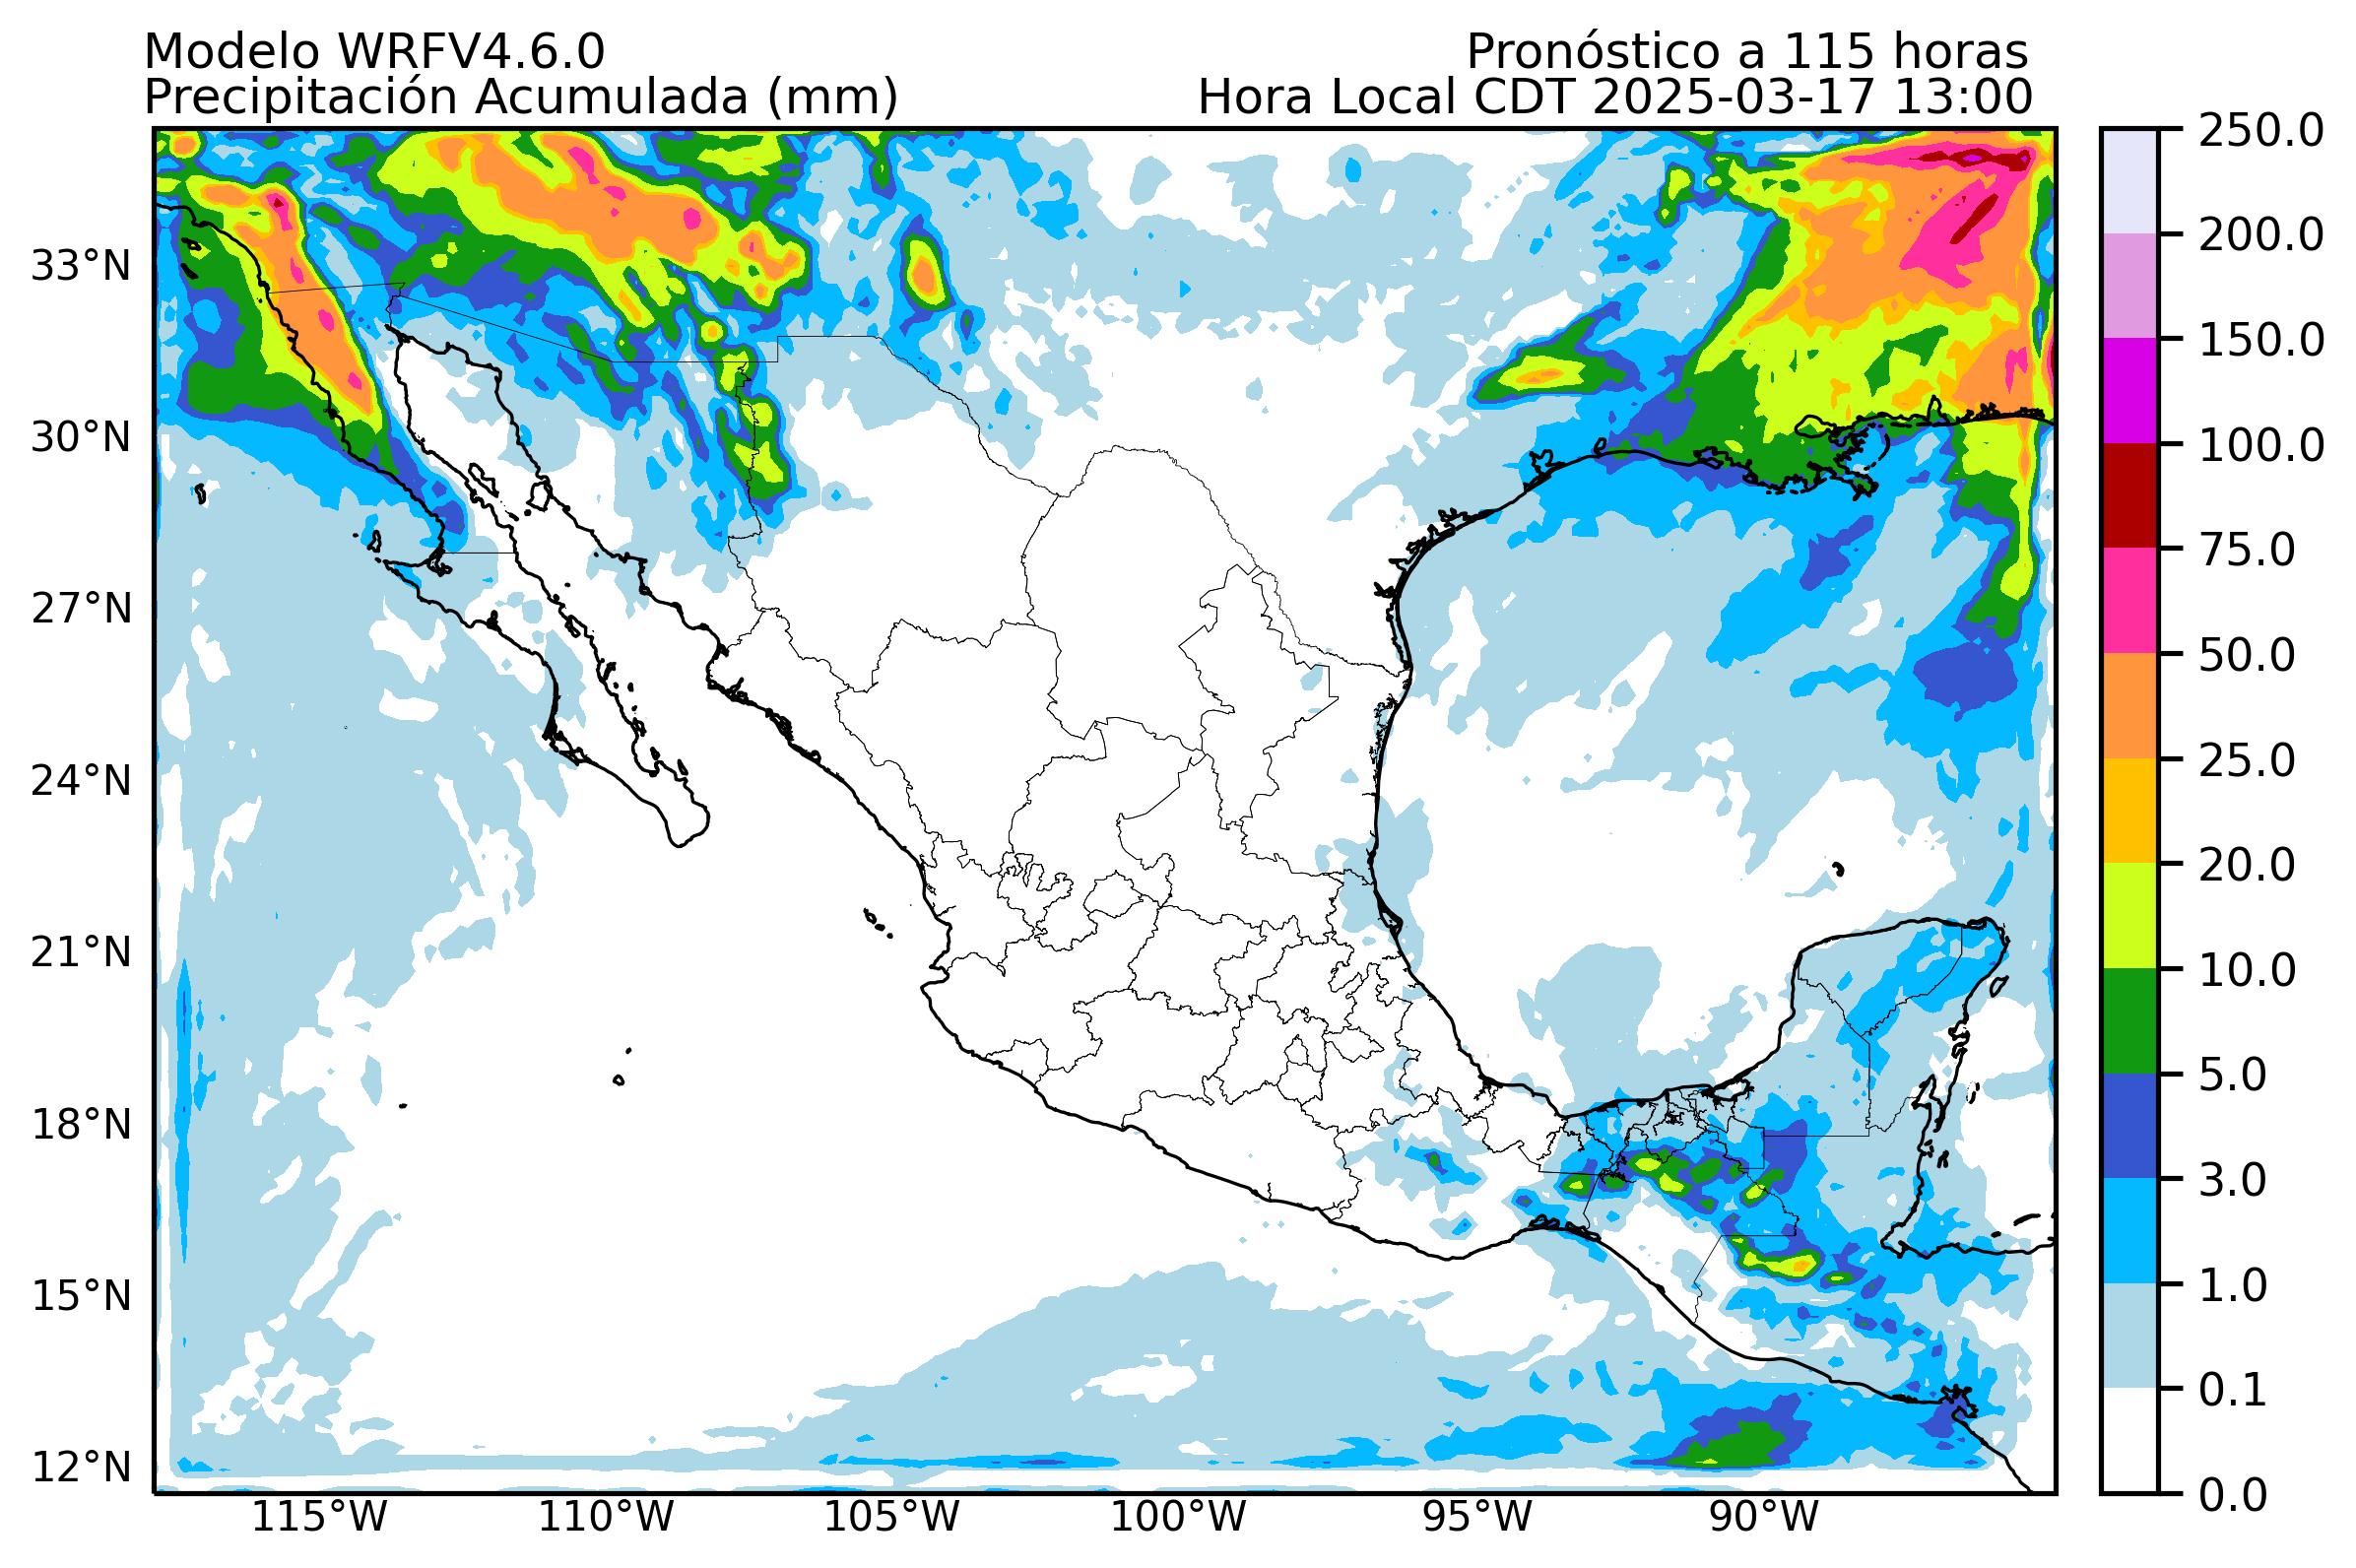 Modelo WRFV4.6.0
Pronóstico a 115 horas
Precipitación Acumulada (mm)
Hora Local CDT 2025-03-17 13:00
33°N
30°N
27°N
24°N
21°N
18°N
15°N
12°N
115°W
110°W
105°W
100°W
95°W
90°W
250.0
200.0
150.0
100.0
75.0
50.0
25.0
20.0
10.0
5.0
3.0
1.0
0.1
0.0